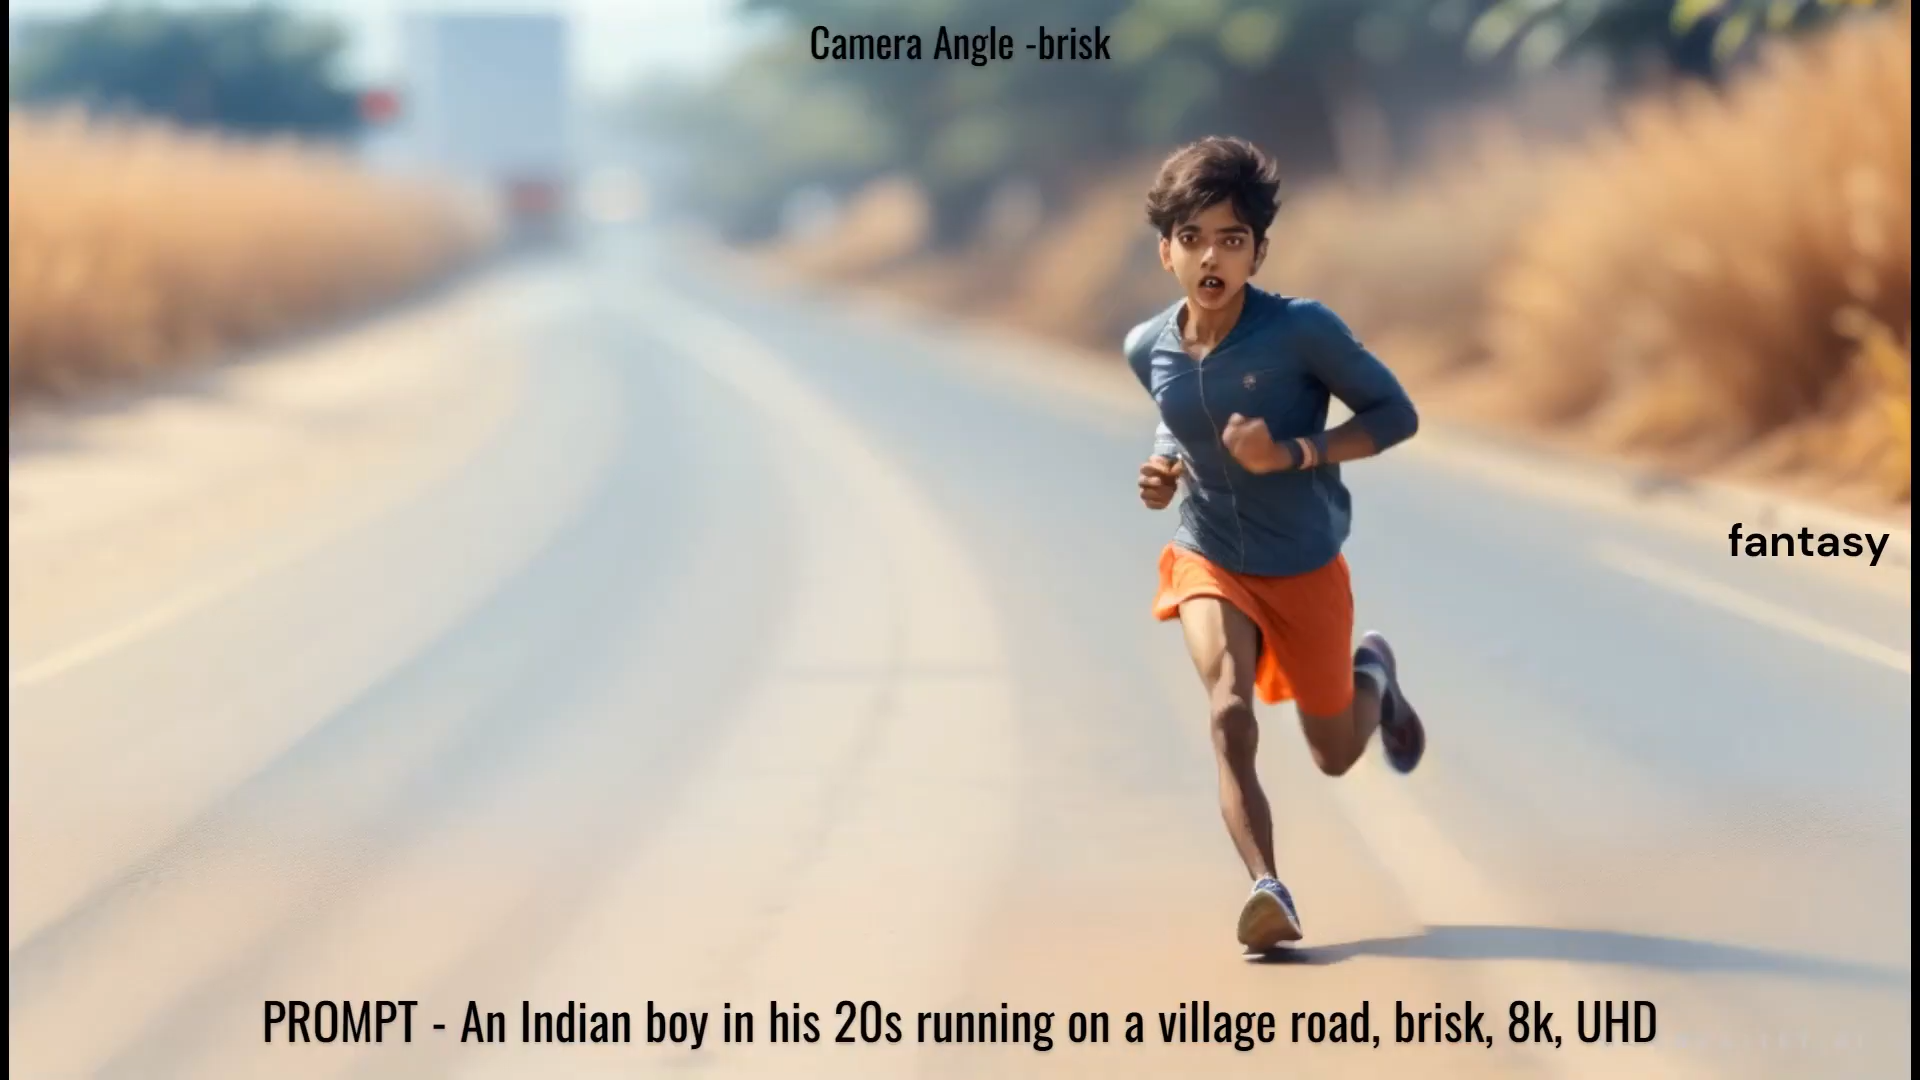 Camera Angle -brisk
fantasy
PROMPT - An Indian boy in his 20s running on a village road, brisk, 8k, UHD